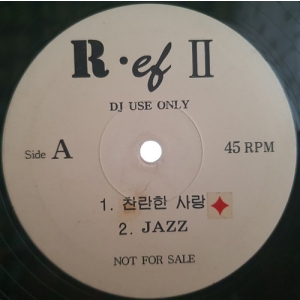 R·ef II
DJ USE ONLY
Side A
45 RPM
1. 찬란한 사랑
2. JAZZ
NOT FOR SALE